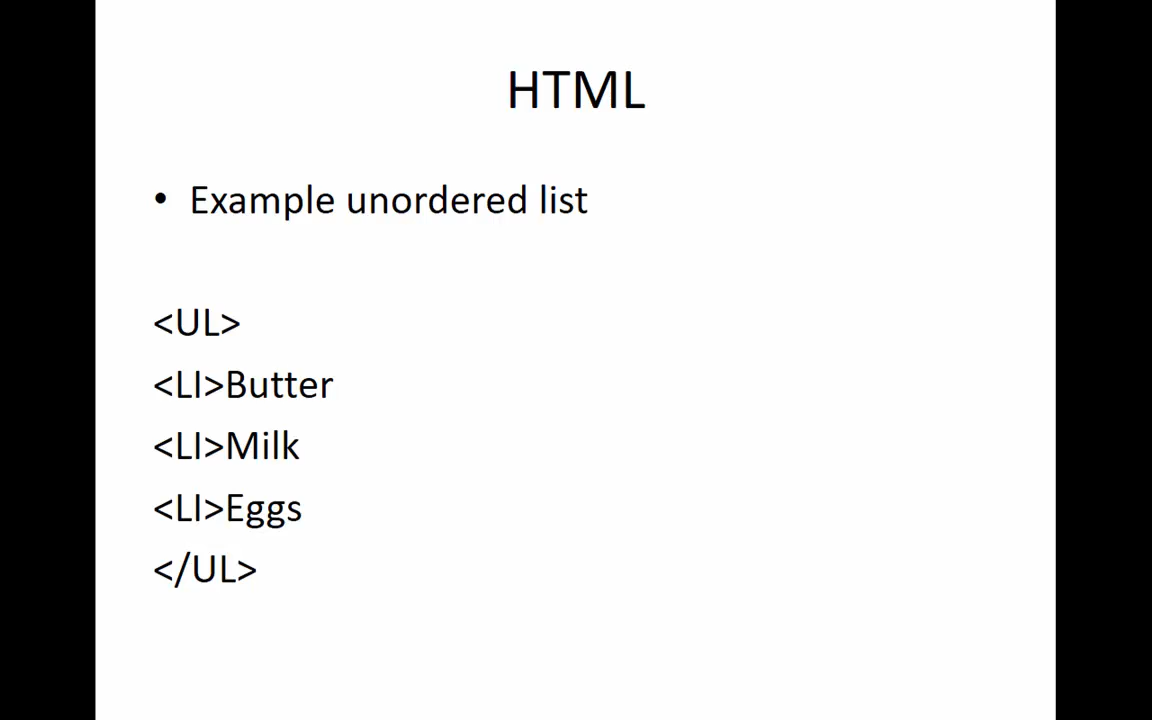 HTML
• Example unordered list
<UL>
<LI>Butter
<LI>Milk
<LI>Eggs
</UL>